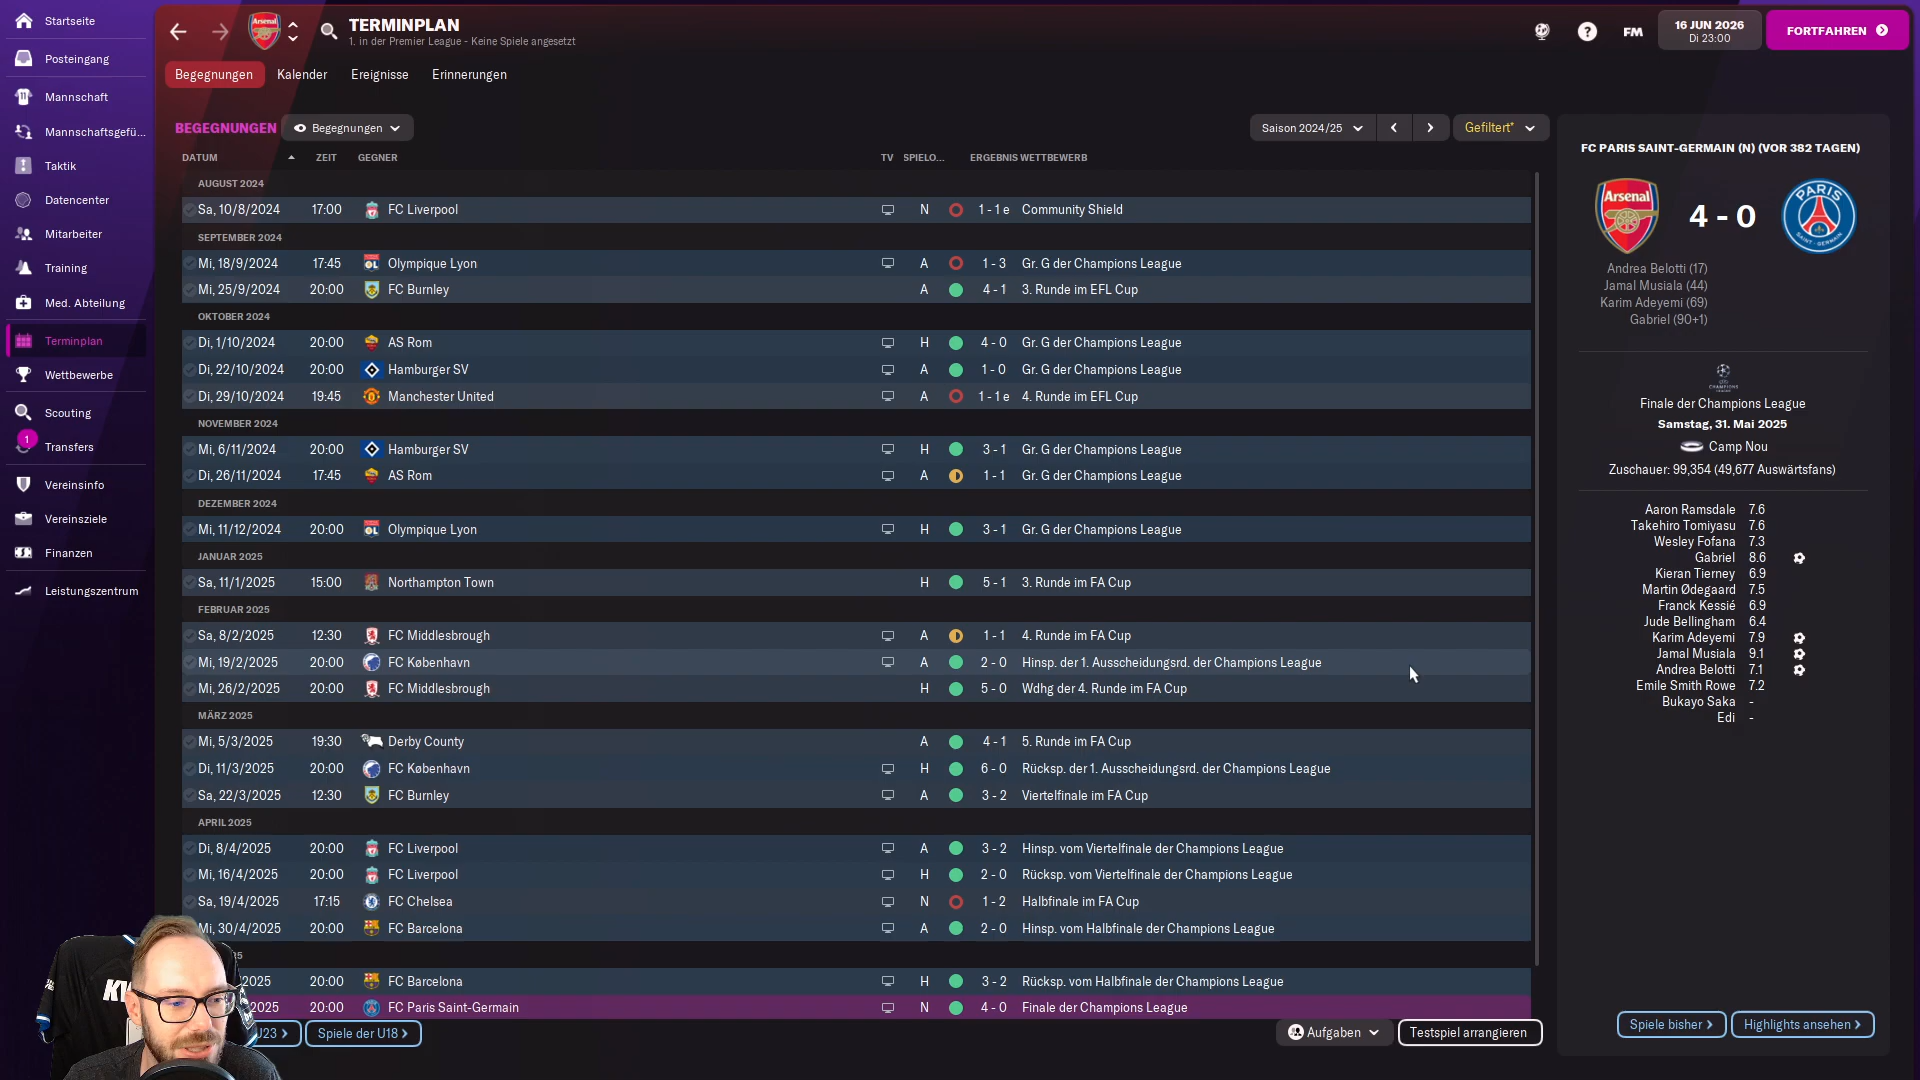 Startseite
Posteingang
Mannschaft
Mannschaftsgefü...
Taktik
Datencenter
Mitarbeiter
Training
Med. Abteilung
Terminplan
Wettbewerbe
Scouting
1
Transfers
Vereinsinfo
Vereinsziele
Finanzen
Leistungszentrum
Arsenal
TERMINPLAN
1. in der Premier League - Keine Spiele angesetzt
?
FM
16 JUN 2026
Di 23:00
FORTFAHREN
Begegnungen
Kalender
Ereignisse
Erinnerungen
BEGEGNUNGEN
Begegnungen
Saison 2024/25
Gefiltert*
DATUM ZEIT GEGNER TV SPIELO... ERGEBNIS WETTBEWERB
AUGUST 2024
Sa, 10/8/2024 17:00 FC Liverpool N 1 - 1 e Community Shield
SEPTEMBER 2024
Mi, 18/9/2024 17:45 Olympique Lyon A 1 - 3 Gr. G der Champions League
Mi, 25/9/2024 20:00 FC Burnley A 4 - 1 3. Runde im EFL Cup
OKTOBER 2024
Di, 1/10/2024 20:00 AS Rom H 4 - 0 Gr. G der Champions League
Di, 22/10/2024 20:00 Hamburger SV A 1 - 0 Gr. G der Champions League
Di, 29/10/2024 19:45 Manchester United A 1 - 1 e 4. Runde im EFL Cup
NOVEMBER 2024
Mi, 6/11/2024 20:00 Hamburger SV H 3 - 1 Gr. G der Champions League
Di, 26/11/2024 17:45 AS Rom A 1 - 1 Gr. G der Champions League
DEZEMBER 2024
Mi, 11/12/2024 20:00 Olympique Lyon H 3 - 1 Gr. G der Champions League
JANUAR 2025
Sa, 11/1/2025 15:00 Northampton Town H 5 - 1 3. Runde im FA Cup
FEBRUAR 2025
Sa, 8/2/2025 12:30 FC Middlesbrough A 1 - 1 4. Runde im FA Cup
Mi, 19/2/2025 20:00 FC København A 2 - 0 Hinsp. der 1. Ausscheidungsrd. der Champions League
Mi, 26/2/2025 20:00 FC Middlesbrough H 5 - 0 Wdhg der 4. Runde im FA Cup
MÄRZ 2025
Mi, 5/3/2025 19:30 Derby County A 4 - 1 5. Runde im FA Cup
Di, 11/3/2025 20:00 FC København H 6 - 0 Rücksp. der 1. Ausscheidungsrd. der Champions League
Sa, 22/3/2025 12:30 FC Burnley A 3 - 2 Viertelfinale im FA Cup
APRIL 2025
Di, 8/4/2025 20:00 FC Liverpool A 3 - 2 Hinsp. vom Viertelfinale der Champions League
Mi, 16/4/2025 20:00 FC Liverpool H 2 - 0 Rücksp. vom Viertelfinale der Champions League
Sa, 19/4/2025 17:15 FC Chelsea N 1 - 2 Halbfinale im FA Cup
Mi, 30/4/2025 20:00 FC Barcelona A 2 - 0 Hinsp. vom Halbfinale der Champions League
25
2025 20:00 FC Barcelona H 3 - 2 Rücksp. vom Halbfinale der Champions League
2025 20:00 FC Paris Saint-Germain N 4 - 0 Finale der Champions League
U23
Spiele der U18
Aufgaben
Testspiel arrangieren
FC PARIS SAINT-GERMAIN (N) (VOR 382 TAGEN)
Arsenal
4 - 0
PARIS
SAINT-GERMAIN
Andrea Belotti (17)
Jamal Musiala (44)
Karim Adeyemi (69)
Gabriel (90+1)
Finale der Champions League
Samstag, 31. Mai 2025
Camp Nou
Zuschauer: 99,354 (49,677 Auswärtsfans)
Aaron Ramsdale 7.6
Takehiro Tomiyasu 7.6
Wesley Fofana 7.3
Gabriel 8.6
Kieran Tierney 6.9
Martin Ødegaard 7.5
Franck Kessié 6.9
Jude Bellingham 6.4
Karim Adeyemi 7.9
Jamal Musiala 9.1
Andrea Belotti 7.1
Emile Smith Rowe 7.2
Bukayo Saka -
Edi -
Spiele bisher
Highlights ansehen